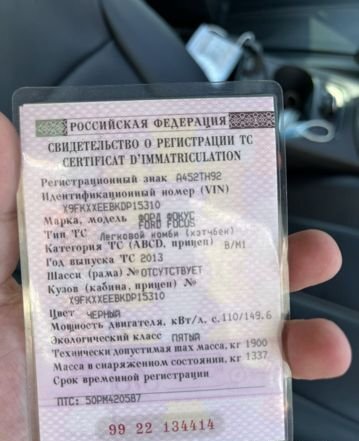 РОССИЙСКАЯ ФЕДЕРАЦИЯ
СВИДЕТЕЛЬСТВО О РЕГИСТРАЦИИ ТС
CERTIFICAT D'IMMATRICULATION
Регистрационный знак А452ТН92
Идентификационный номер (VIN)
X9FKXXEEBKDP15310
Марка, модель ФОРД ФОКУС
FORD FOCUS
Тип ТС Легковой комби (хэтчбек)
Категория ТС (ABCD, прицеп) B/M1
Год выпуска ТС 2013
Шасси (рама) № ОТСУТСТВУЕТ
Кузов (кабина, прицеп) №
X9FKXXEEBKDP15310
Цвет ЧЕРНЫЙ
Мощность двигателя, кВт/л. с. 110/149.6
Экологический класс ПЯТЫЙ
Технически допустимая max масса, кг 1900
Масса в снаряженном состоянии, кг 1337
Срок временной регистрации
ПТС: 50РМ420587
99 22 134414